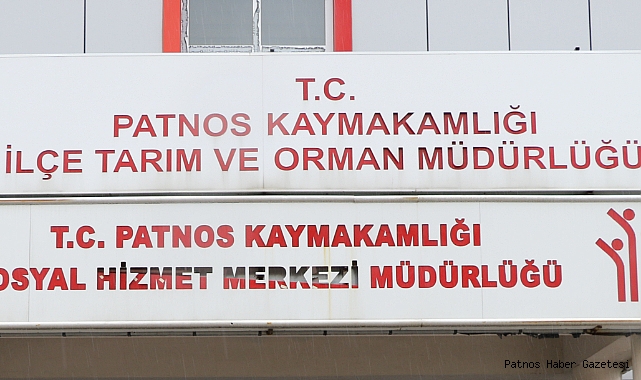 T.C.
PATNOS KAYMAKAMLIĞI
İLÇE TARIM VE ORMAN MÜDÜRLÜĞÜ
T.C. PATNOS KAYMAKAMLIĞI
OSYAL HİZMET MERKEZİ MÜDÜRLÜĞÜ
Patnos Haber Gazetesi